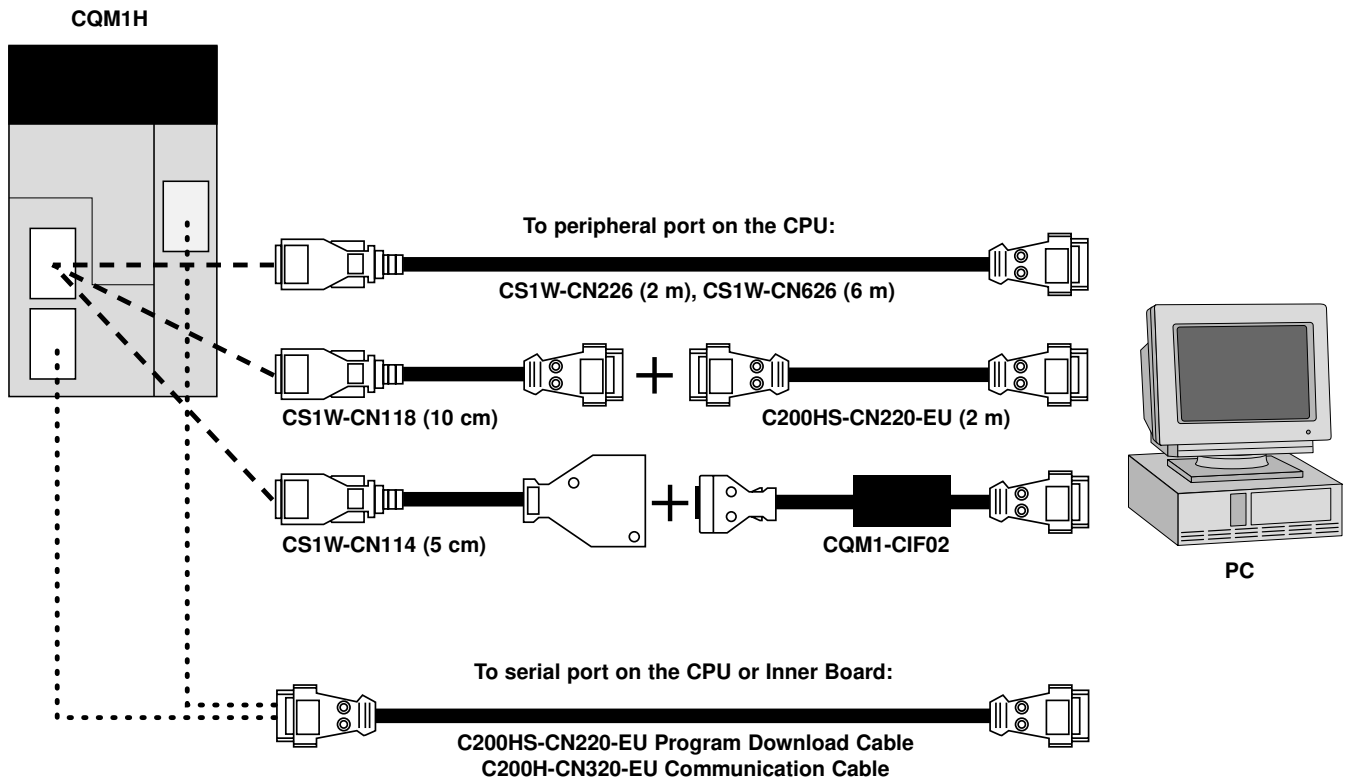 CQM1H
To peripheral port on the CPU:
CS1W-CN226 (2 m), CS1W-CN626 (6 m)
CS1W-CN118 (10 cm)
C200HS-CN220-EU (2 m)
CS1W-CN114 (5 cm)
CQM1-CIF02
PC
To serial port on the CPU or Inner Board:
C200HS-CN220-EU Program Download Cable
C200H-CN320-EU Communication Cable